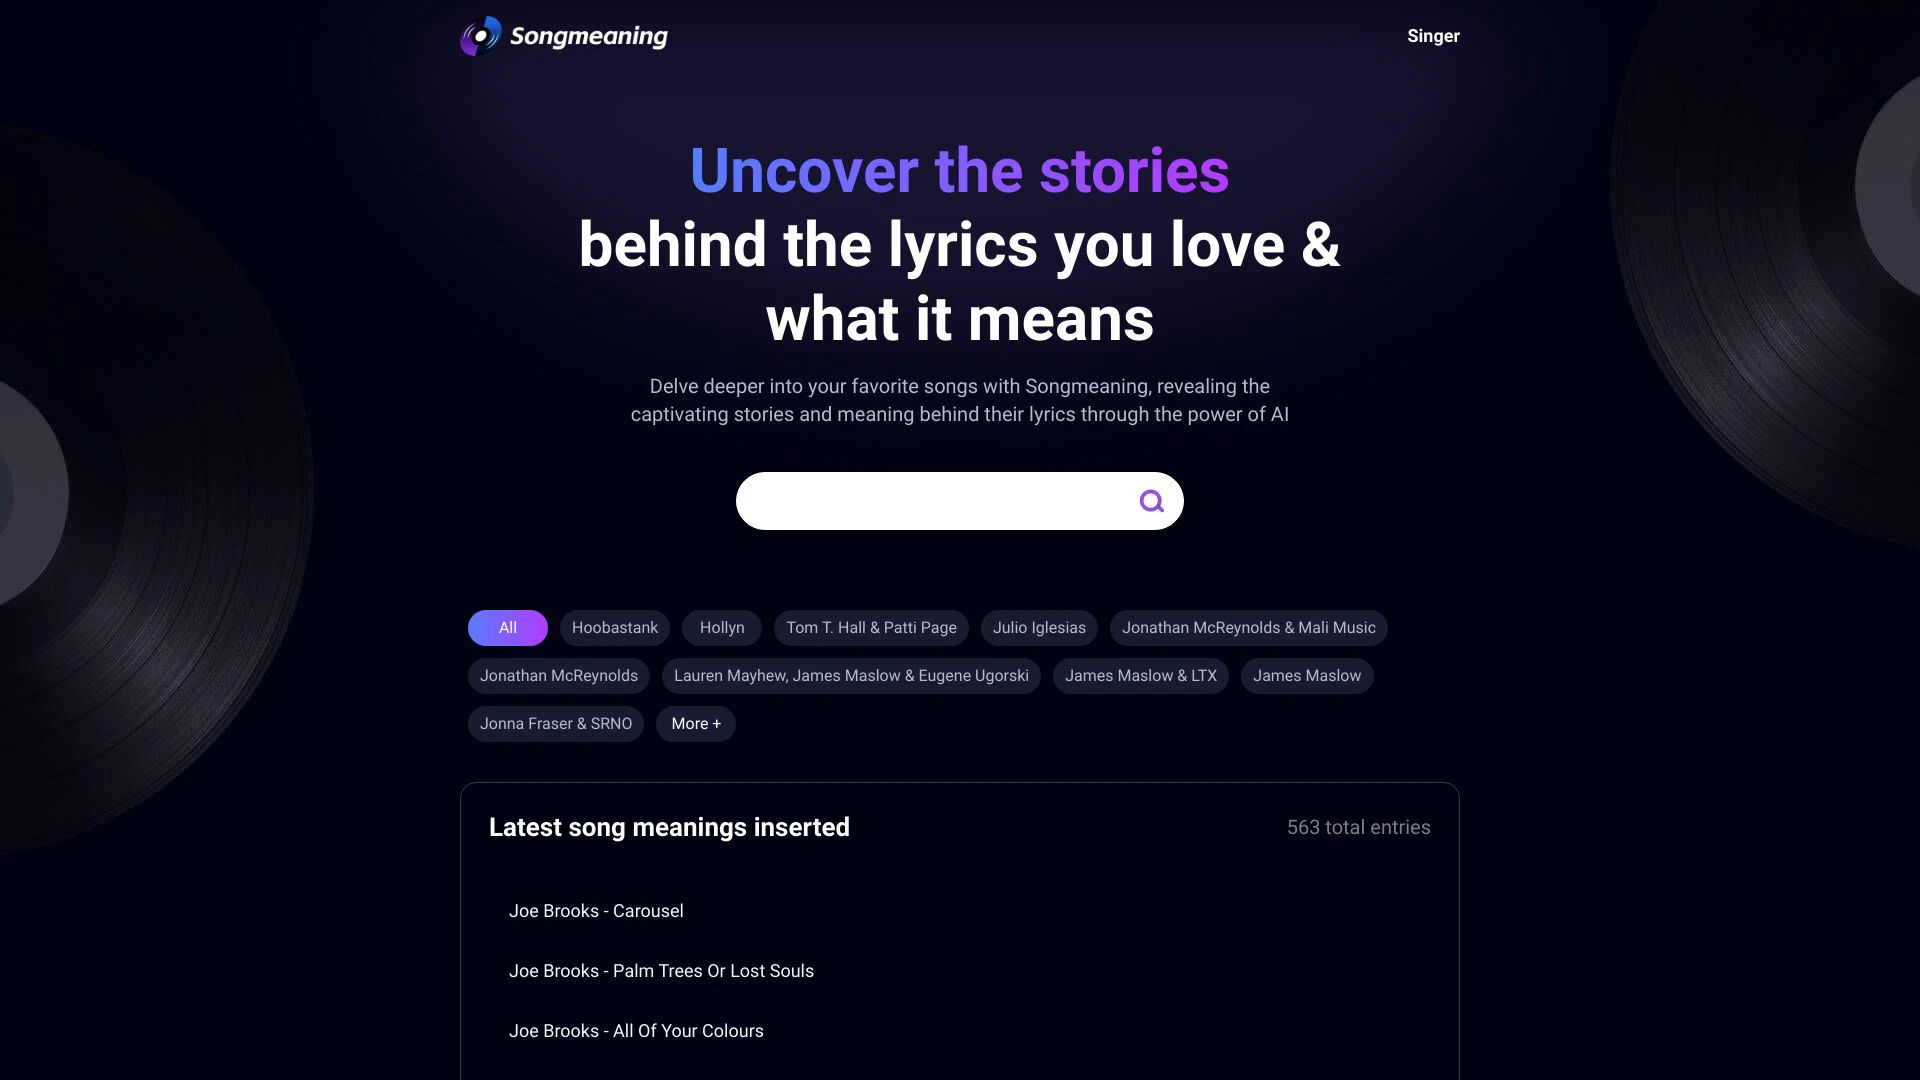 Songmeaning
Singer
Uncover the stories
behind the lyrics you love &
what it means
Delve deeper into your favorite songs with Songmeaning, revealing the
captivating stories and meaning behind their lyrics through the power of AI
All
Hoobastank
Hollyn
Tom T. Hall & Patti Page
Julio Iglesias
Jonathan McReynolds & Mali Music
Jonathan McReynolds
Lauren Mayhew, James Maslow & Eugene Ugorski
James Maslow & LTX
James Maslow
Jonna Fraser & SRNO
More +
Latest song meanings inserted
563 total entries
Joe Brooks - Carousel
Joe Brooks - Palm Trees Or Lost Souls
Joe Brooks - All Of Your Colours